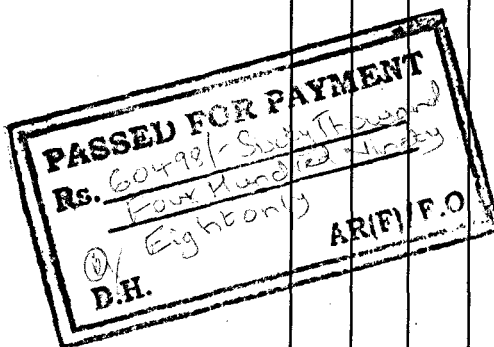 PASSED FOR PAYMENT
Rs. 60498/- Sixty Thousand
Four Hundred Ninety
Eight only
D.H. AR(F)/F.O